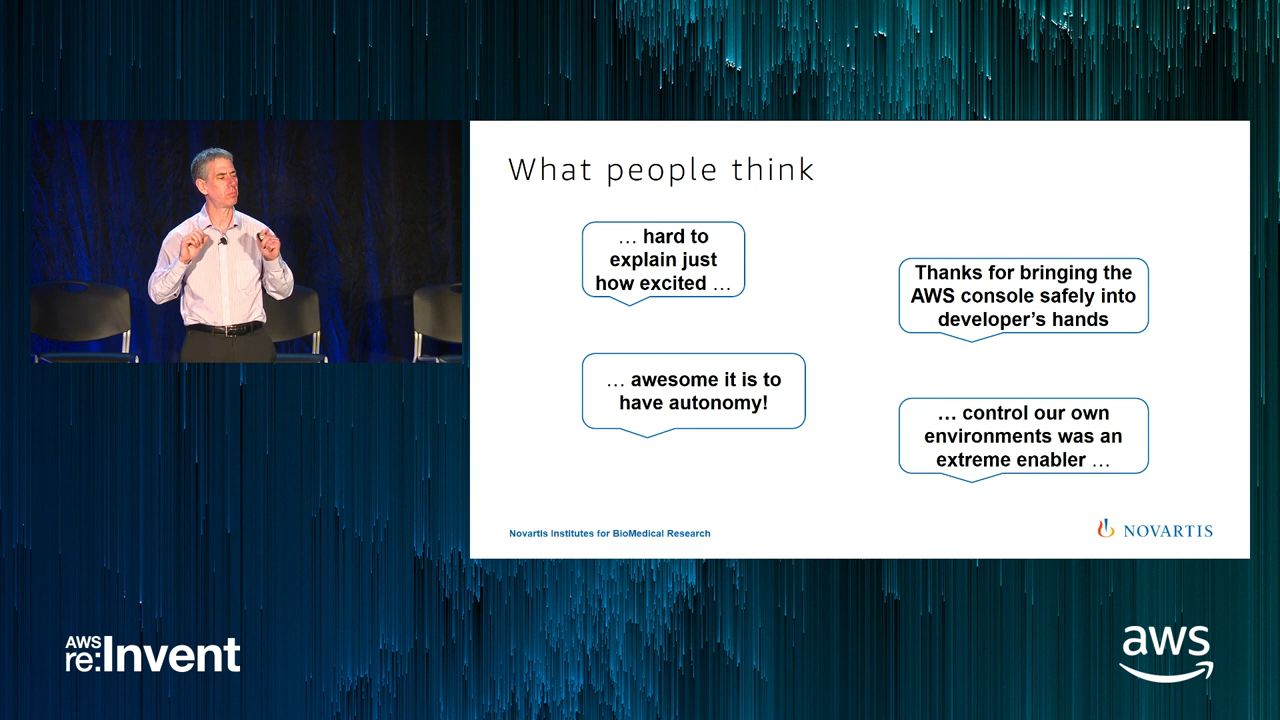 What people think
… hard to
explain just
how excited …
Thanks for bringing the
AWS console safely into
developer's hands
… awesome it is to
have autonomy!
… control our own
environments was an
extreme enabler …
Novartis Institutes for BioMedical Research
NOVARTIS
AWS
re:Invent
aws